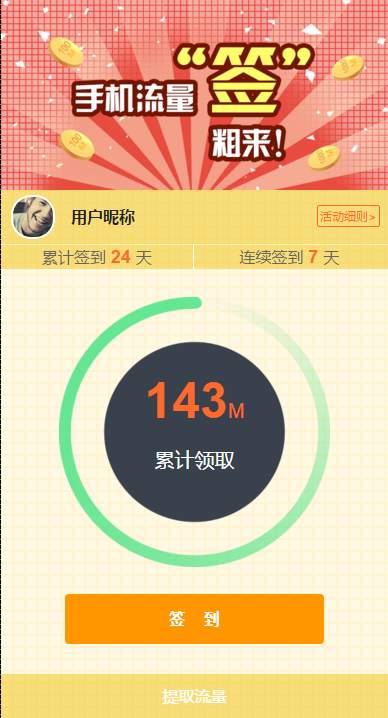 手机流量“签”
粗来!
用户昵称
活动细则>
累计签到 24 天
连续签到 7 天
143M
累计领取
签 到
提取流量